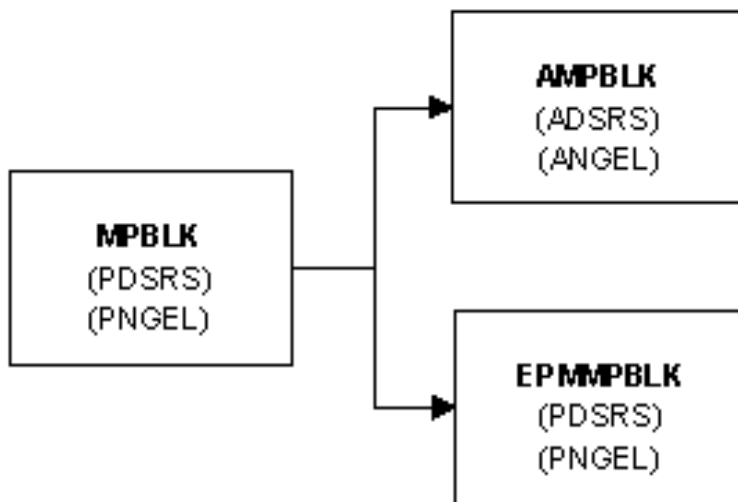 AMPBLK
(ADSRS)
(ANGEL)
MPBLK
(PDSRS)
(PNGEL)
EPMMPBLK
(PDSRS)
(PNGEL)